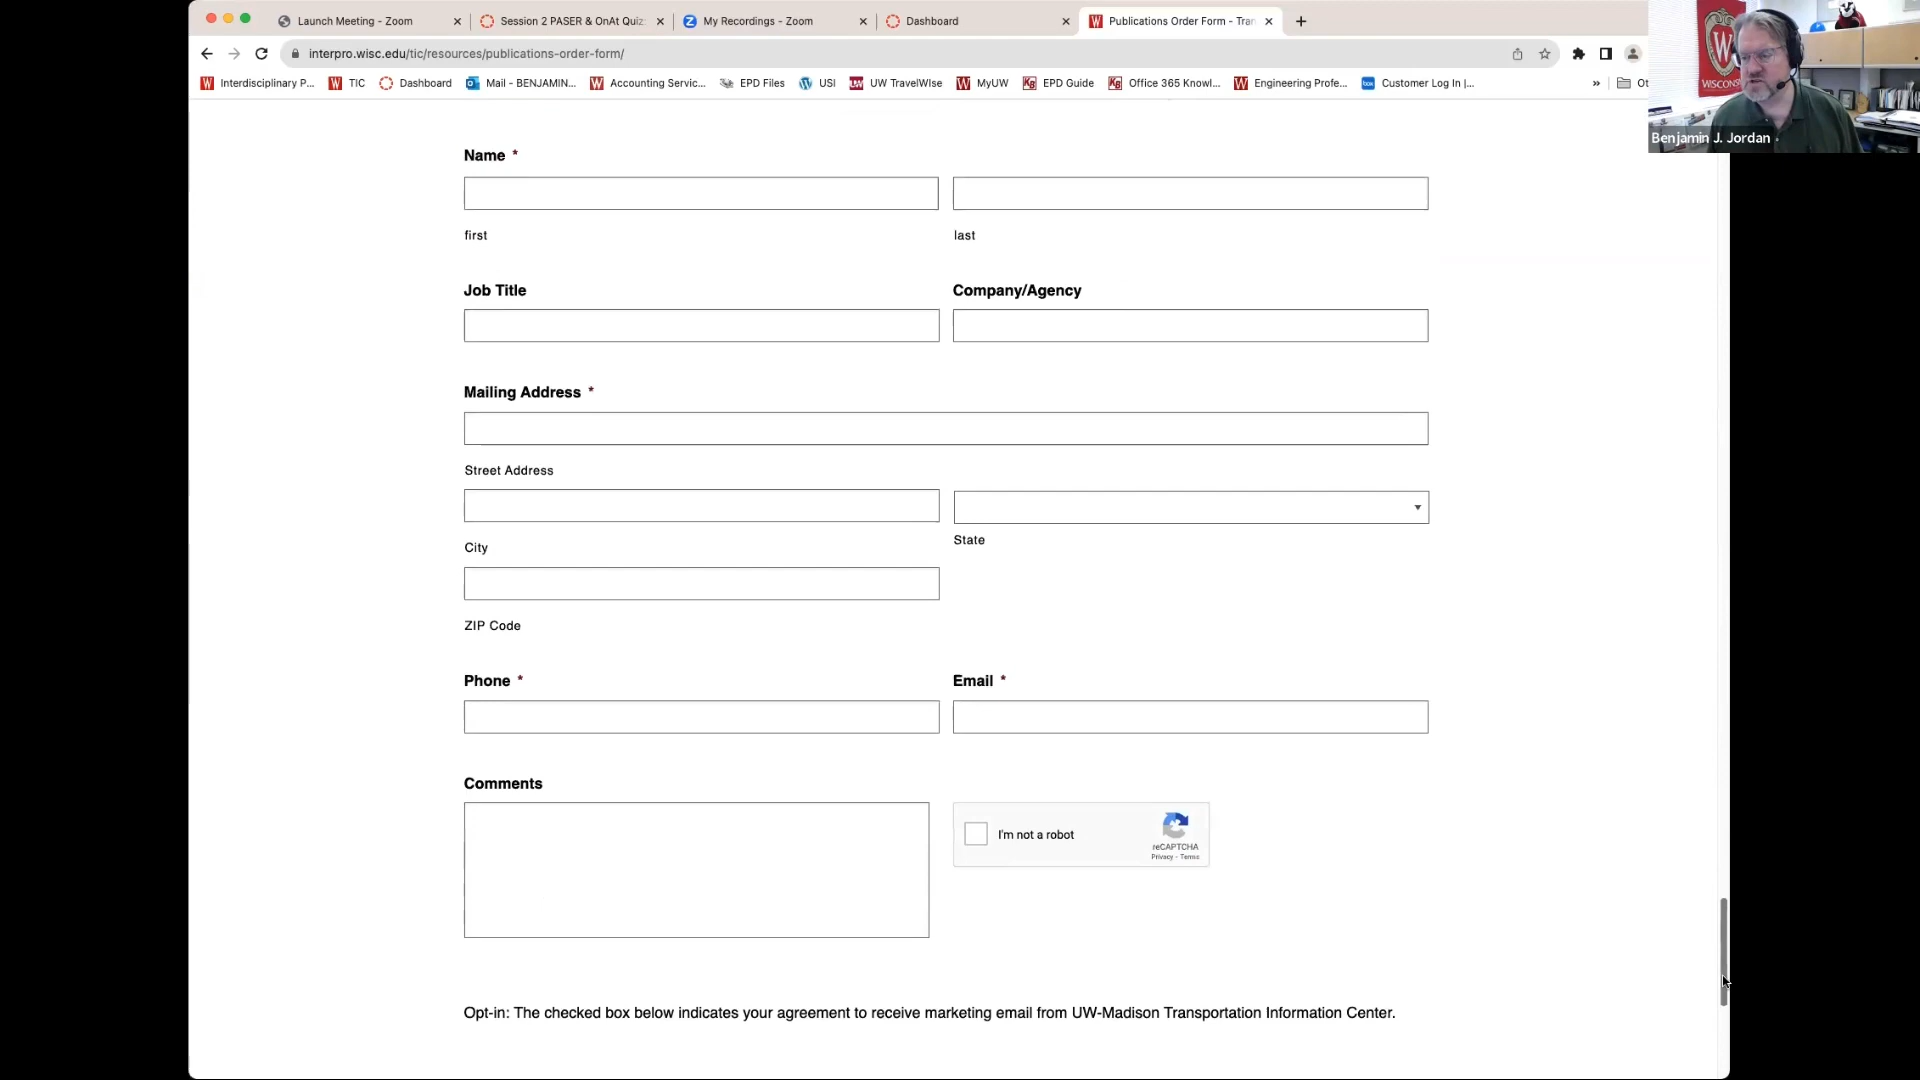 Launch Meeting - Zoom
Session 2 PASER & OnAt Quiz:
My Recordings - Zoom
Dashboard
Publications Order Form - Tran
interpro.wisc.edu/tic/resources/publications-order-form/
Interdisciplinary P...
TIC
Dashboard
Mail - BENJAMIN...
Accounting Servic...
EPD Files
USI
UW TravelWIse
MyUW
EPD Guide
Office 365 Knowl...
Engineering Profe...
Customer Log In |...
»
Ot
WISCONS
Benjamin J. Jordan
Name *
first
last
Job Title
Company/Agency
Mailing Address *
Street Address
City
State
ZIP Code
Phone *
Email *
Comments
I'm not a robot
reCAPTCHA
Privacy - Terms
Opt-in: The checked box below indicates your agreement to receive marketing email from UW-Madison Transportation Information Center.